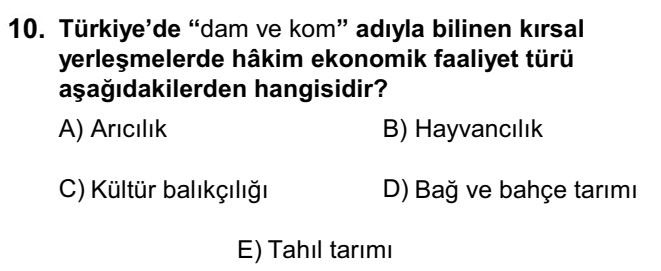 10. Türkiye’de “dam ve kom” adıyla bilinen kırsal
yerleşmelerde hâkim ekonomik faaliyet türü
aşağıdakilerden hangisidir?
A) Arıcılık B) Hayvancılık
C) Kültür balıkçılığı D) Bağ ve bahçe tarımı
E) Tahıl tarımı